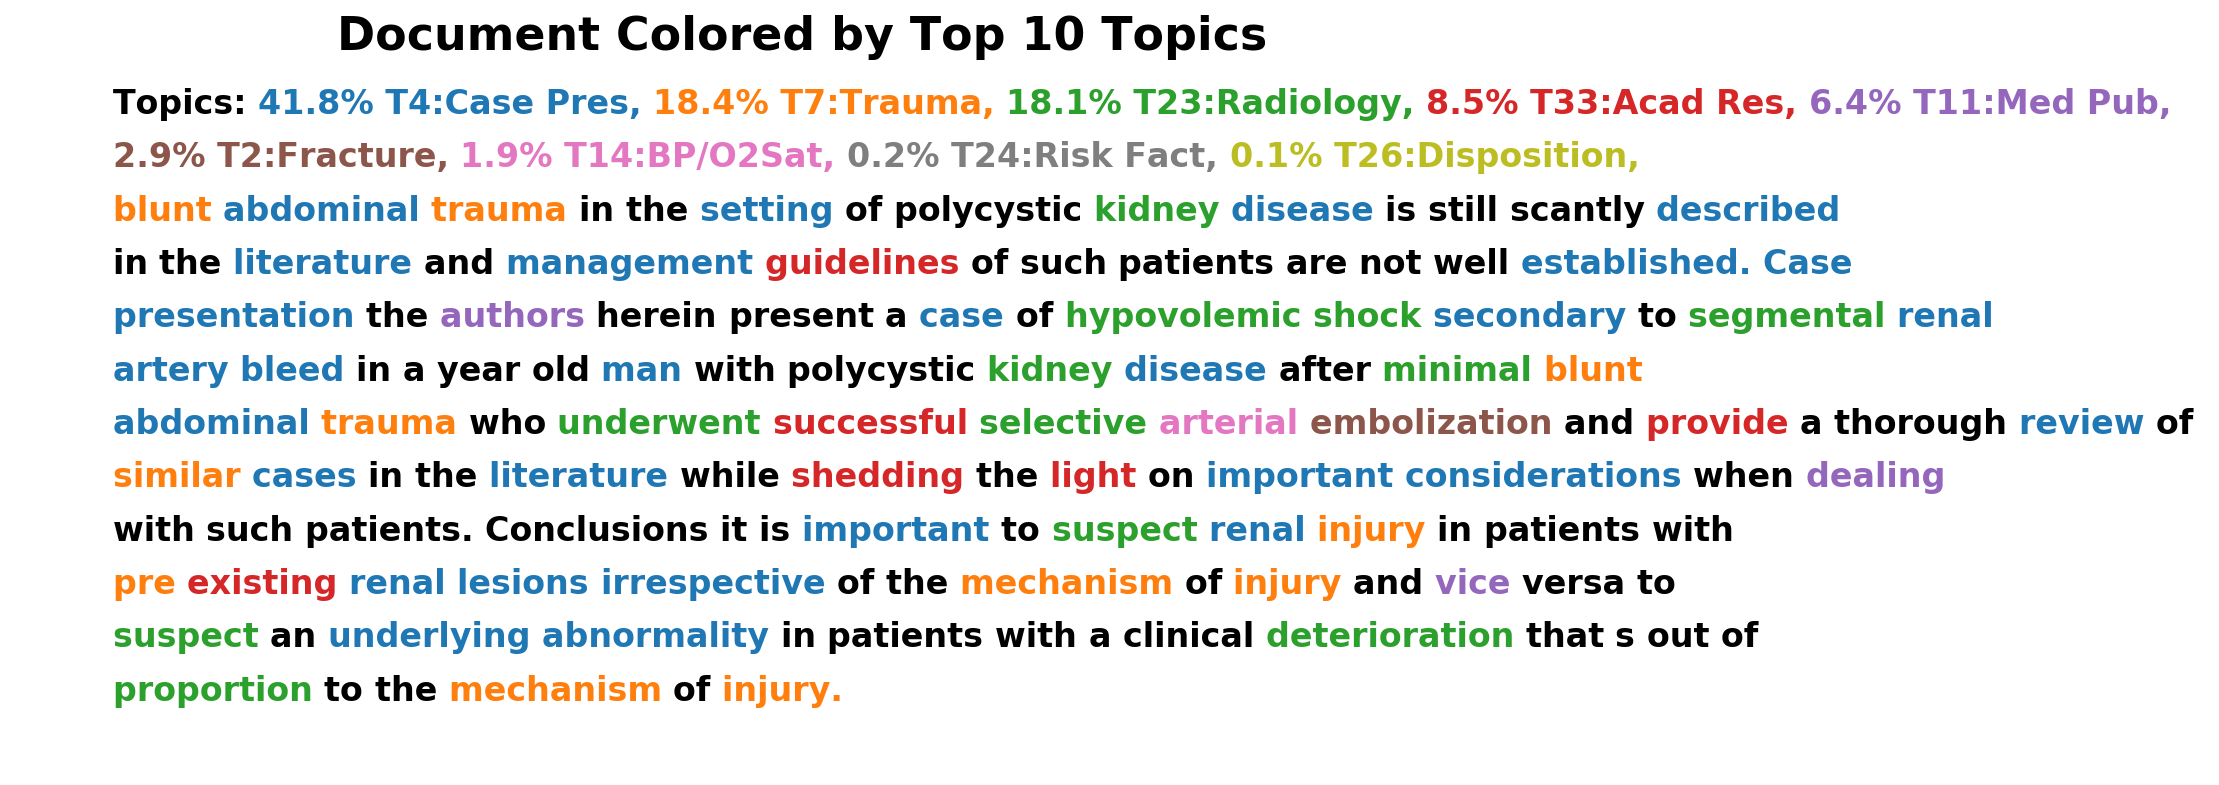 Document Colored by Top 10 Topics
Topics: 41.8% T4:Case Pres, 18.4% T7:Trauma, 18.1% T23:Radiology, 8.5% T33:Acad Res, 6.4% T11:Med Pub,
2.9% T2:Fracture, 1.9% T14:BP/O2Sat, 0.2% T24:Risk Fact, 0.1% T26:Disposition,
blunt abdominal trauma in the setting of polycystic kidney disease is still scantly described
in the literature and management guidelines of such patients are not well established. Case
presentation the authors herein present a case of hypovolemic shock secondary to segmental renal
artery bleed in a year old man with polycystic kidney disease after minimal blunt
abdominal trauma who underwent successful selective arterial embolization and provide a thorough review of
similar cases in the literature while shedding the light on important considerations when dealing
with such patients. Conclusions it is important to suspect renal injury in patients with
pre existing renal lesions irrespective of the mechanism of injury and vice versa to
suspect an underlying abnormality in patients with a clinical deterioration that s out of
proportion to the mechanism of injury.